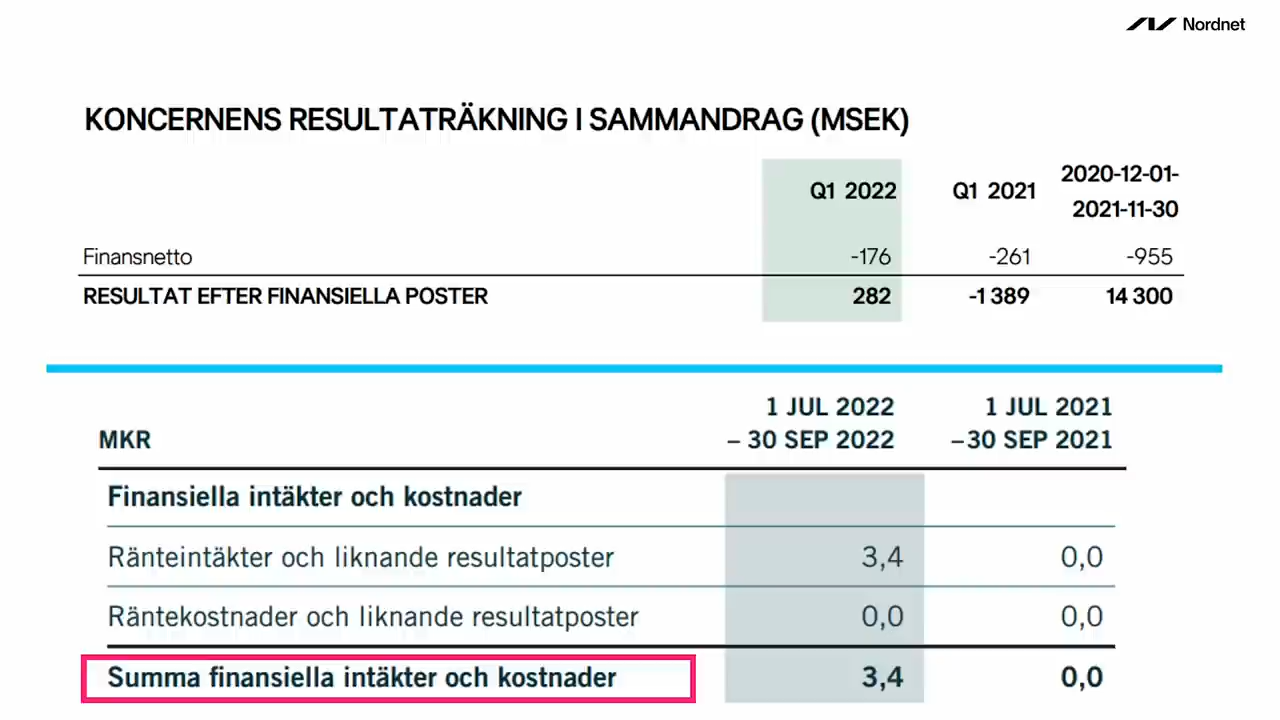 Nordnet
KONCERNENS RESULTATRÄKNING I SAMMANDRAG (MSEK)
Q1 2022 Q1 2021 2020-12-01-
2021-11-30
Finansnetto -176 -261 -955
RESULTAT EFTER FINANSIELLA POSTER 282 -1 389 14 300
1 JUL 2022 1 JUL 2021
MKR – 30 SEP 2022 – 30 SEP 2021
Finansiella intäkter och kostnader
Ränteintäkter och liknande resultatposter 3,4 0,0
Räntekostnader och liknande resultatposter 0,0 0,0
Summa finansiella intäkter och kostnader 3,4 0,0